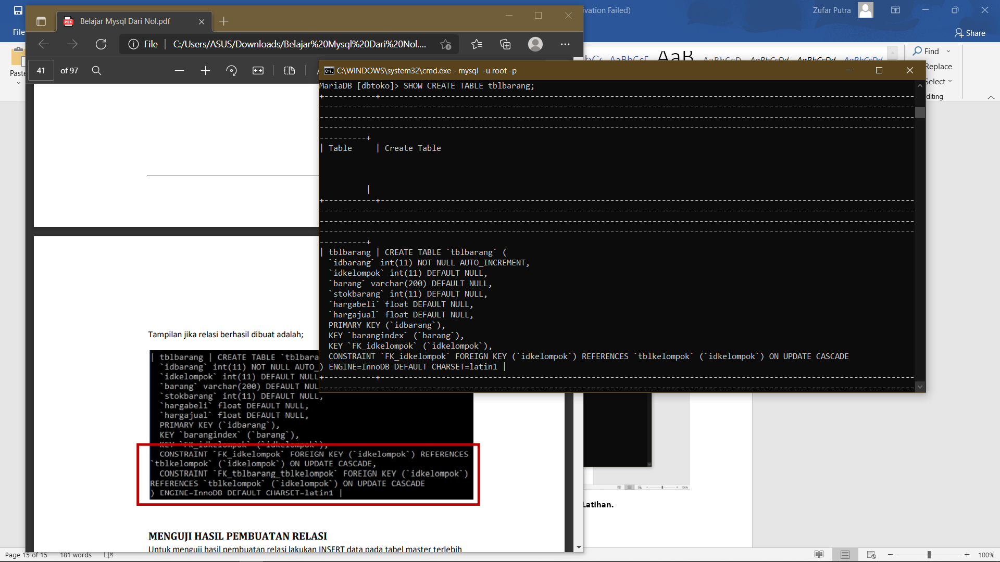 ivation Failed)
Zufar Putra
File
Share
Belajar Mysql Dari Nol.pdf
File
C:/Users/ASUS/Downloads/Belajar%20Mysql%20Dari%20Nol....
Paste
Find
Replace
Select
diting
AaB
AaBbCcD
AaBbCcDd
AaBbCcDd
AaBbCcDd
41 of 97
C:\WINDOWS\system32\cmd.exe - mysql  -u root -p
MariaDB [dbtoko]> SHOW CREATE TABLE tblbarang;
| Table     | Create Table
|
| tblbarang | CREATE TABLE `tblbarang` (
`idbarang` int(11) NOT NULL AUTO_INCREMENT,
`idkelompok` int(11) DEFAULT NULL,
`barang` varchar(200) DEFAULT NULL,
`stokbarang` int(11) DEFAULT NULL,
`hargabeli` float DEFAULT NULL,
`hargajual` float DEFAULT NULL,
PRIMARY KEY (`idbarang`),
KEY `barangindex` (`barang`),
KEY `FK_idkelompok` (`idkelompok`),
CONSTRAINT `FK_idkelompok` FOREIGN KEY (`idkelompok`) REFERENCES `tblkelompok` (`idkelompok`) ON UPDATE CASCADE
) ENGINE=InnoDB DEFAULT CHARSET=latin1 |
Tampilan jika relasi berhasil dibuat adalah;
| tblbarang | CREATE TABLE `tblbara
`idbarang` int(11) NOT NULL AUTO_
`idkelompok` int(11) DEFAULT NULL
`barang` varchar(200) DEFAULT NUL
`stokbarang` int(11) DEFAULT NULL,
`hargabeli` float DEFAULT NULL,
`hargajual` float DEFAULT NULL,
PRIMARY KEY (`idbarang`),
KEY `barangindex` (`barang`),
KEY `FK_idkelompok` (`idkelompok`),
CONSTRAINT `FK_idkelompok` FOREIGN KEY (`idkelompok`) REFERENCES
`tblkelompok` (`idkelompok`) ON UPDATE CASCADE,
CONSTRAINT `FK_tblbarang_tblkelompok` FOREIGN KEY (`idkelompok`)
REFERENCES `tblkelompok` (`idkelompok`) ON UPDATE CASCADE
) ENGINE=InnoDB DEFAULT CHARSET=latin1 |
MENGUJI HASIL PEMBUATAN RELASI
Untuk menguji hasil pembuatan relasi lakukan INSERT data pada tabel master terlebih
Latihan.
Page 15 of 15
181 words
100%
100%